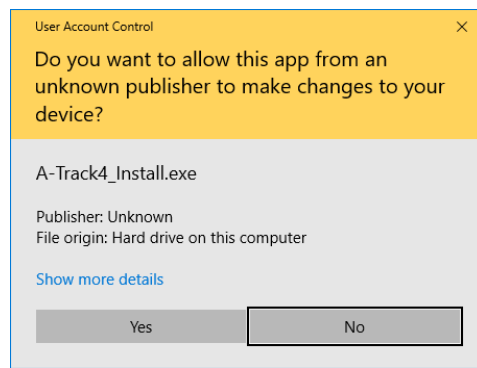 User Account Control
Do you want to allow this app from an
unknown publisher to make changes to your
device?
A-Track4_Install.exe
Publisher: Unknown
File origin: Hard drive on this computer
Show more details
Yes
No